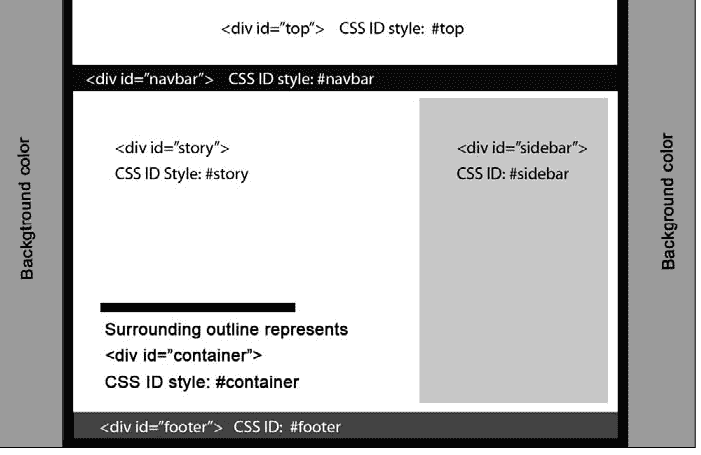 <div id=”top”> CSS ID style: #top
<div id=”navbar”> CSS ID style: #navbar
<div id=”story”>
CSS ID Style: #story
<div id=”sidebar”>
CSS ID: #sidebar
Backgtround color
Background color
Surrounding outline represents
<div id=”container”>
CSS ID style: #container
<div id=”footer”> CSS ID: #footer